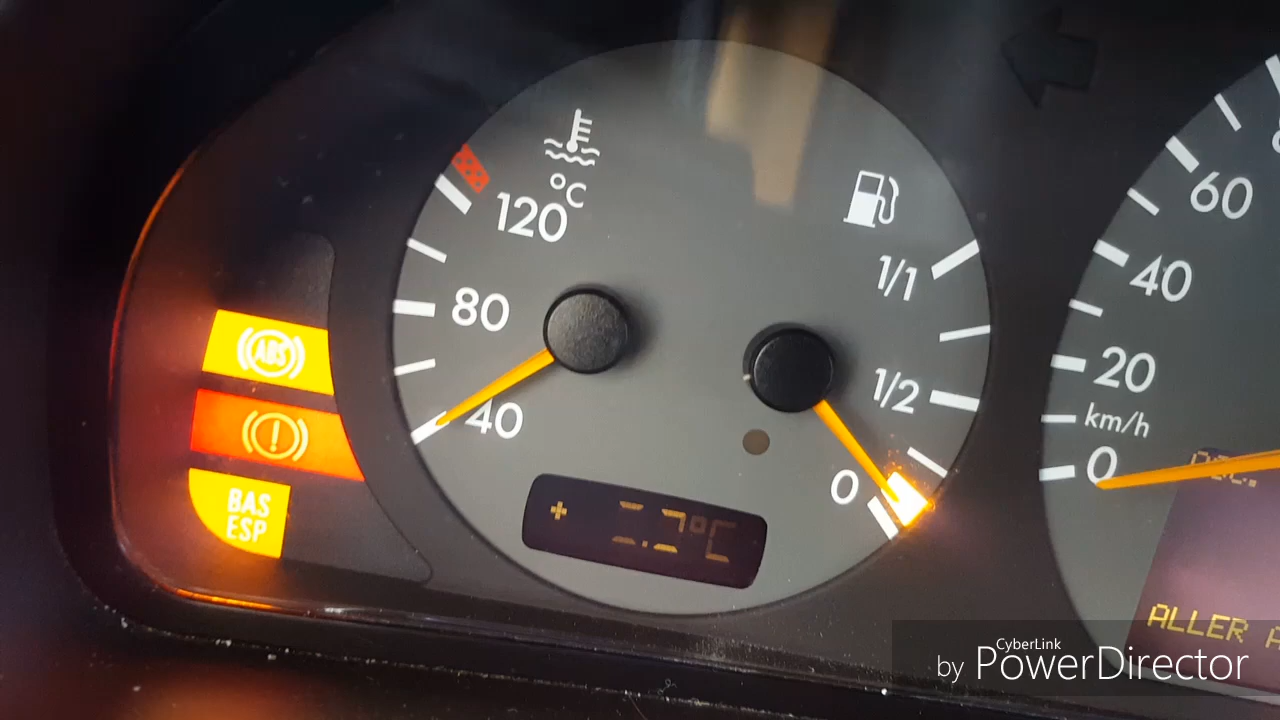 °C
120
80
40
1/1
1/2
0
ABS
BAS
ESP
60
40
20
km/h
0
ALLER
CyberLink
by PowerDirector